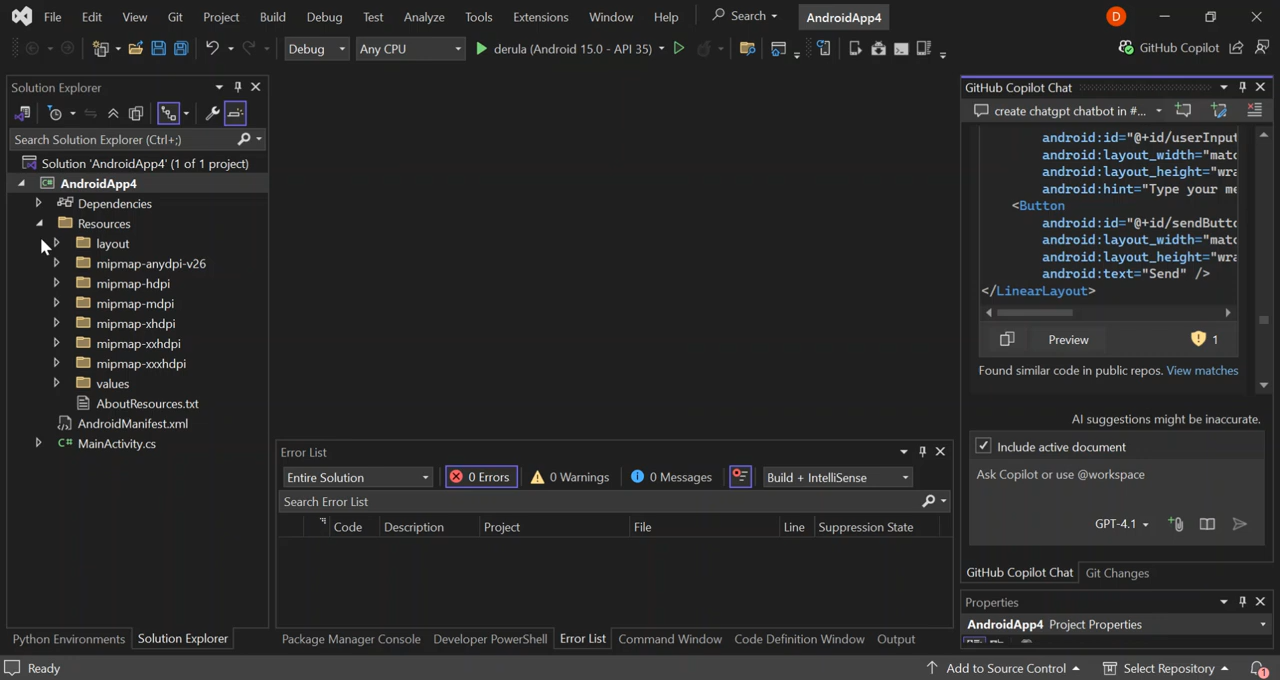 File Edit View Git Project Build Debug Test Analyze Tools Extensions Window Help Search AndroidApp4 D
Debug Any CPU derula (Android 15.0 - API 35) GitHub Copilot
Solution Explorer
Search Solution Explorer (Ctrl+;)
Solution 'AndroidApp4' (1 of 1 project)
C# AndroidApp4
Dependencies
Resources
layout
mipmap-anydpi-v26
mipmap-hdpi
mipmap-mdpi
mipmap-xhdpi
mipmap-xxhdpi
mipmap-xxxhdpi
values
AboutResources.txt
AndroidManifest.xml
C# MainActivity.cs
Python Environments Solution Explorer
Error List
Entire Solution 0 Errors 0 Warnings 0 Messages Build + IntelliSense
Search Error List
Code Description Project File Line Suppression State
Package Manager Console Developer PowerShell Error List Command Window Code Definition Window Output
GitHub Copilot Chat
create chatgpt chatbot in #...
android:id="@+id/userInput
android:layout_width="matc
android:layout_height="wra
android:hint="Type your me
<Button
android:id="@+id/sendButto
android:layout_width="matc
android:layout_height="wra
android:text="Send" />
</LinearLayout>
Preview 1
Found similar code in public repos. View matches
AI suggestions might be inaccurate.
Include active document
Ask Copilot or use @workspace
GPT-4.1
GitHub Copilot Chat Git Changes
Properties
AndroidApp4 Project Properties
Ready Add to Source Control Select Repository 1